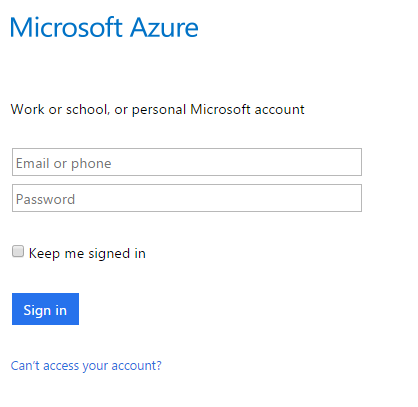 Microsoft Azure
Work or school, or personal Microsoft account
Email or phone
Password
Keep me signed in
Sign in
Can't access your account?